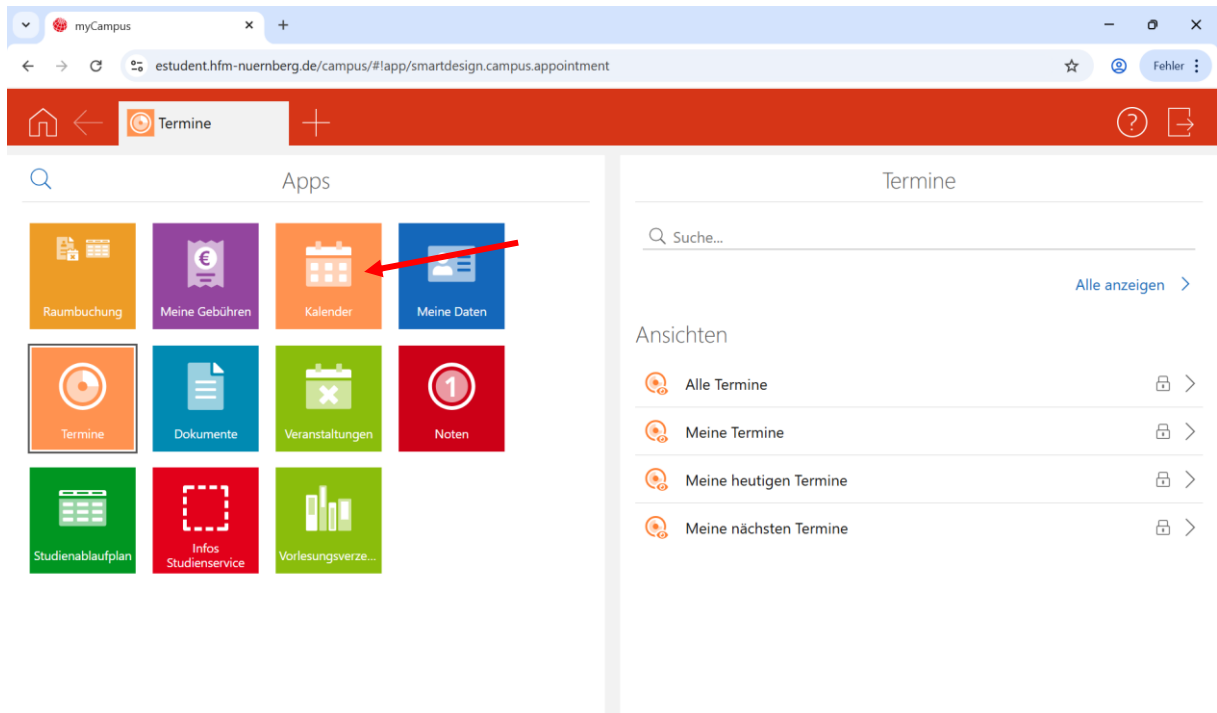 myCampus
estudent.hfm-nuernberg.de/campus/#!app/smartdesign.campus.appointment
Fehler
Termine
?
Apps
Raumbuchung
€
Meine Gebühren
Kalender
Meine Daten
Termine
Dokumente
Veranstaltungen
1
Noten
Studienablaufplan
Infos
Studienservice
Vorlesungsverze...
Termine
Suche...
Alle anzeigen
Ansichten
Alle Termine
Meine Termine
Meine heutigen Termine
Meine nächsten Termine